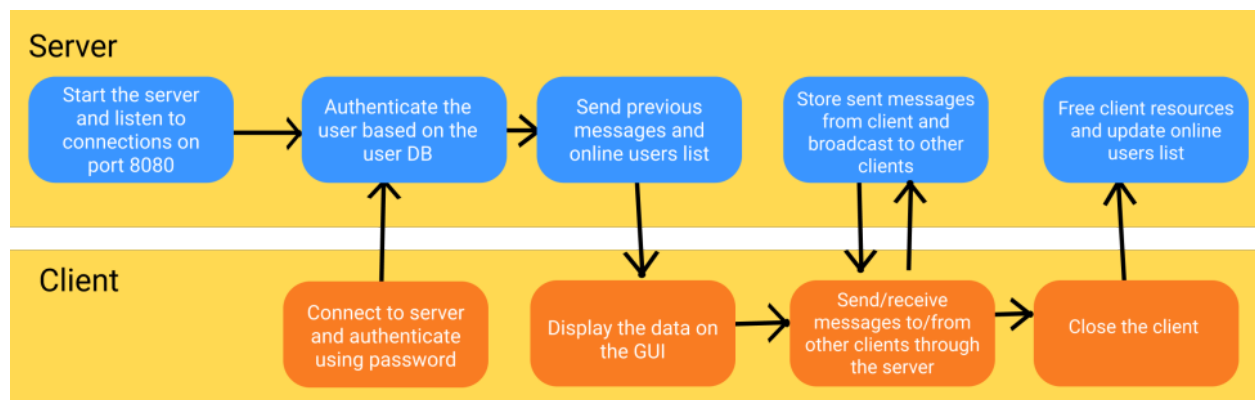 Server
Start the server
and listen to
connections on
port 8080
Authenticate the
user based on the
user DB
Send previous
messages and
online users list
Store sent messages
from client and
broadcast to other
clients
Free client resources
and update online
users list
Client
Connect to server
and authenticate
using password
Display the data on
the GUI
Send/receive
messages to/from
other clients through
the server
Close the client